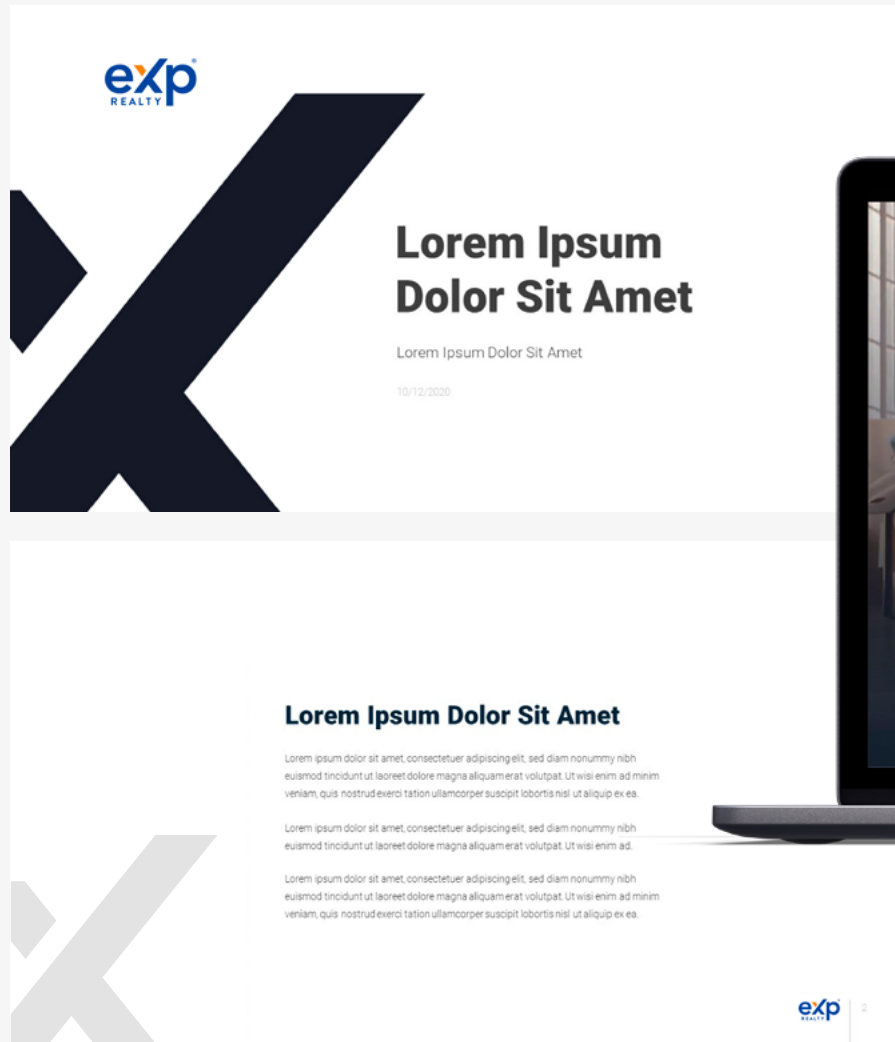 eXp®
REALTY
Lorem Ipsum
Dolor Sit Amet
Lorem Ipsum Dolor Sit Amet
10/12/2020
Lorem Ipsum Dolor Sit Amet
Lorem ipsum dolor sit amet, consectetuer adipiscing elit, sed diam nonummy nibh
euismod tincidunt ut laoreet dolore magna aliquam erat volutpat. Ut wisi enim ad minim
veniam, quis nostrud exerci tation ullamcorper suscipit lobortis nisl ut aliquip ex ea.
Lorem ipsum dolor sit amet, consectetuer adipiscing elit, sed diam nonummy nibh
euismod tincidunt ut laoreet dolore magna aliquam erat volutpat. Ut wisi enim ad.
Lorem ipsum dolor sit amet, consectetuer adipiscing elit, sed diam nonummy nibh
euismod tincidunt ut laoreet dolore magna aliquam erat volutpat. Ut wisi enim ad minim
veniam, quis nostrud exerci tation ullamcorper suscipit lobortis nisl ut aliquip ex ea.
eXp
REALTY
2